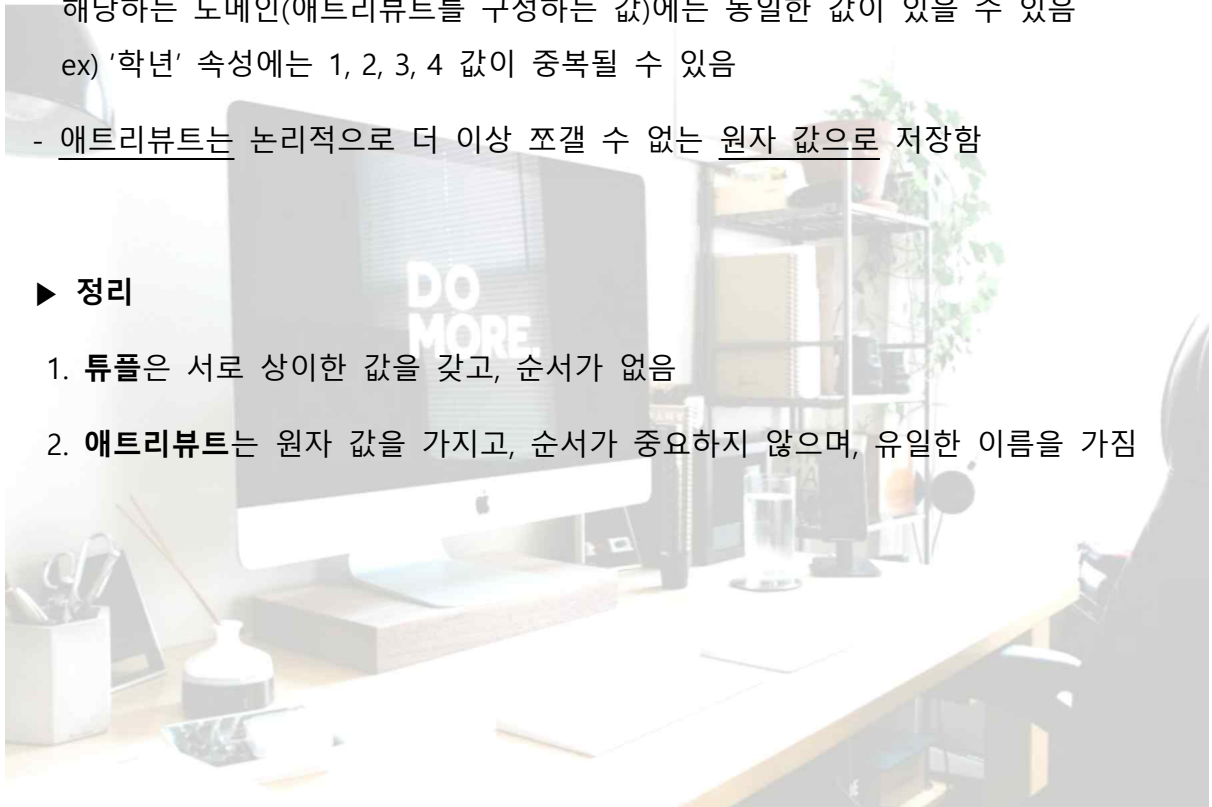 해당하는 도메인(애트리뷰트를 구성하는 값)에는 동일한 값이 있을 수 있음
ex) ‘학년’ 속성에는 1, 2, 3, 4 값이 중복될 수 있음
- 애트리뷰트는 논리적으로 더 이상 쪼갤 수 없는 원자 값으로 저장함
▶ 정리
DO
MORE.
1. 튜플은 서로 상이한 값을 갖고, 순서가 없음
2. 애트리뷰트는 원자 값을 가지고, 순서가 중요하지 않으며, 유일한 이름을 가짐